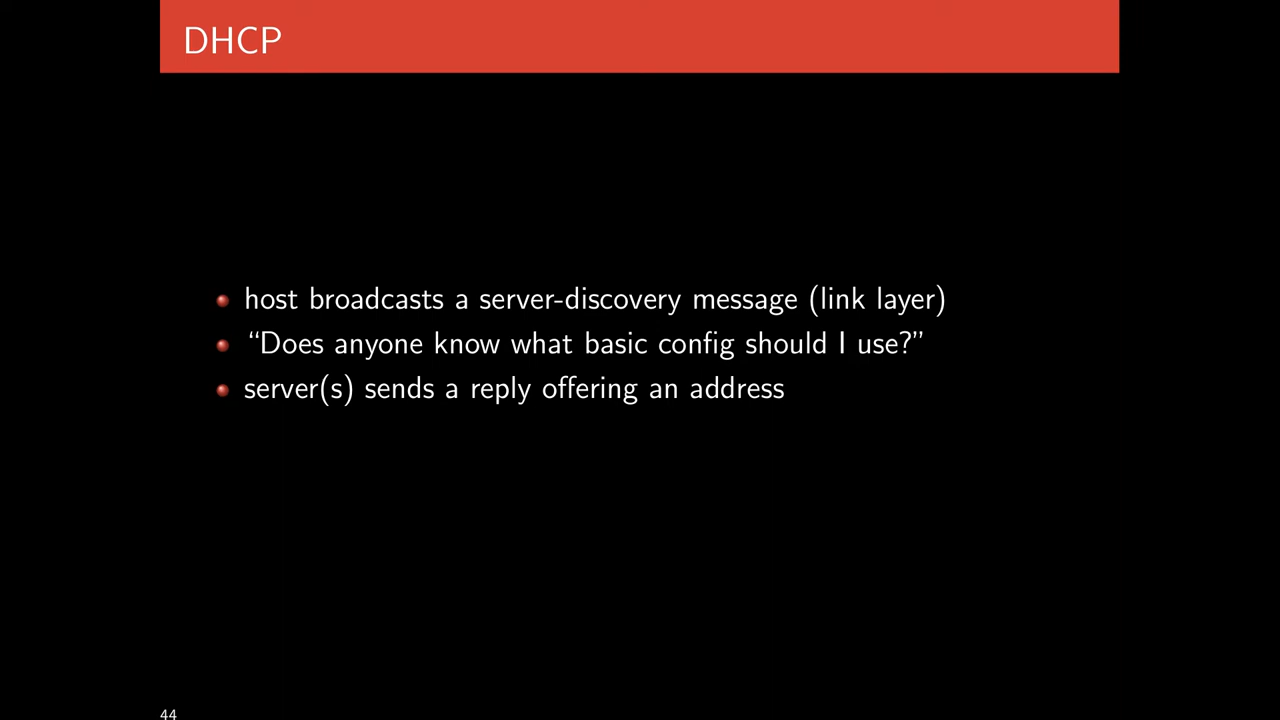 DHCP
host broadcasts a server-discovery message (link layer)
“Does anyone know what basic config should I use?”
server(s) sends a reply offering an address
44